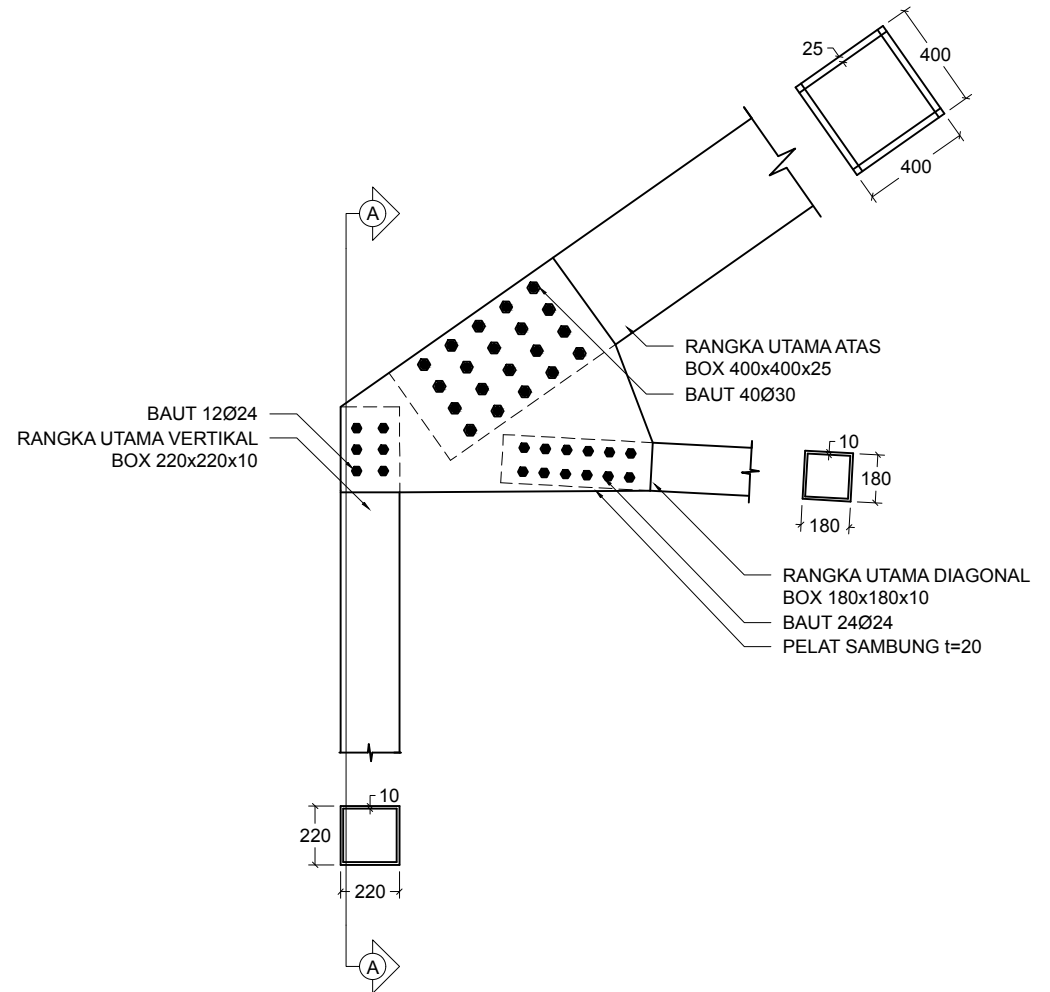 25
400
400
A
RANGKA UTAMA ATAS
BOX 400x400x25
BAUT 40Ø30
BAUT 12Ø24
RANGKA UTAMA VERTIKAL
BOX 220x220x10
10
180
180
RANGKA UTAMA DIAGONAL
BOX 180x180x10
BAUT 24Ø24
PELAT SAMBUNG t=20
10
220
220
A